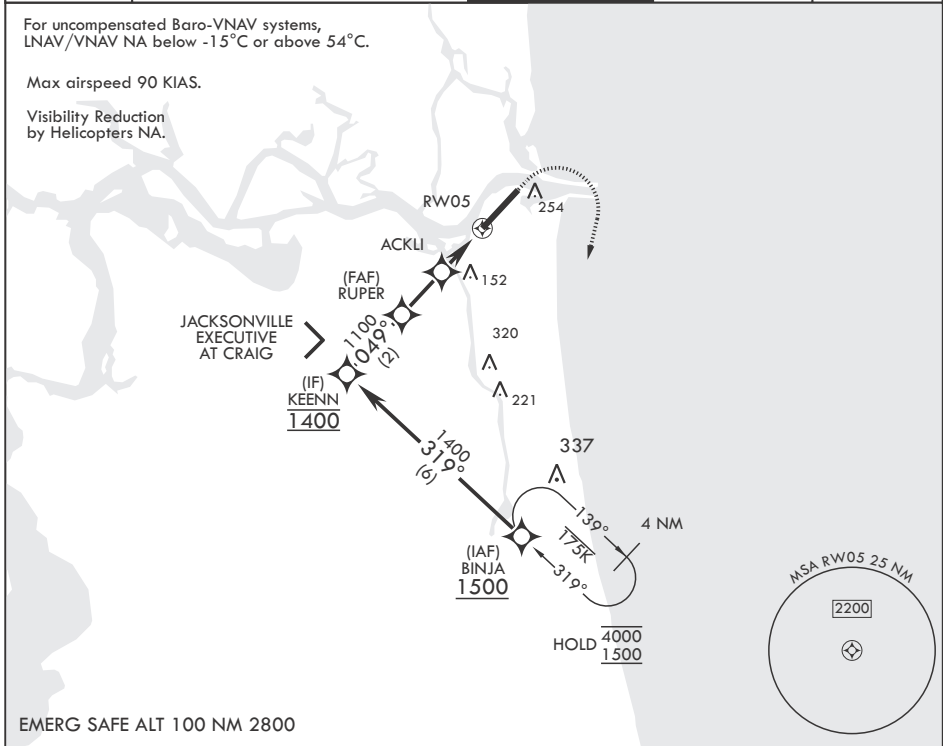 For uncompensated Baro-VNAV systems,
LNAV/VNAV NA below -15°C or above 54°C.
Max airspeed 90 KIAS.
Visibility Reduction
by Helicopters NA.
RW05
254
ACKLI
152
(FAF)
RUPER
JACKSONVILLE
EXECUTIVE
AT CRAIG
1100
049°
(2)
320
221
(IF)
KEENN
1400
1400
319°
(6)
337
139°
4 NM
175K
319°
(IAF)
BINJA
1500
HOLD 4000
1500
MSA RW05 25 NM
2200
EMERG SAFE ALT 100 NM 2800